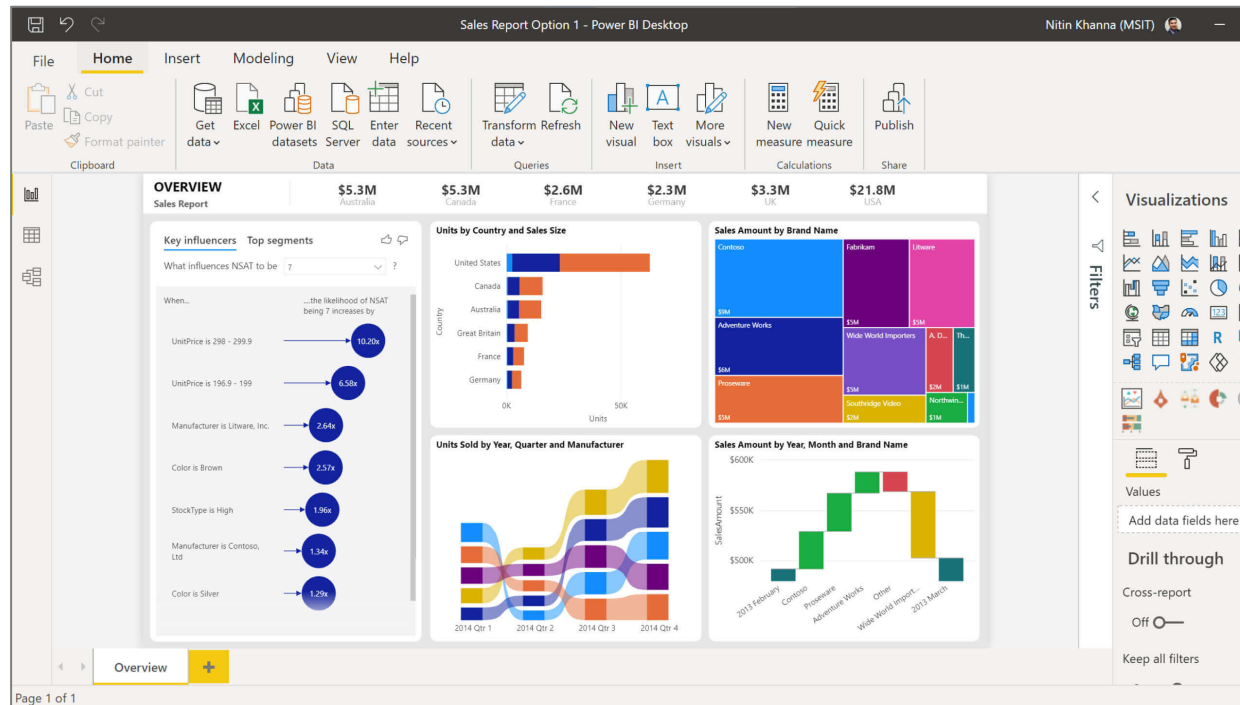 Sales Report Option 1 - Power BI Desktop
Nitin Khanna (MSIT)
File
Home
Insert
Modeling
View
Help
Paste
Cut
Copy
Format painter
Clipboard
Get data
Excel
Power BI datasets
SQL Server
Enter data
Recent sources
Data
Transform data
Refresh
Queries
New visual
Text box
More visuals
Insert
New measure
Quick measure
Calculations
Publish
Share
OVERVIEW
Sales Report
$5.3M
Australia
$5.3M
Canada
$2.6M
France
$2.3M
Germany
$3.3M
UK
$21.8M
USA
Key influencers
Top segments
What influences NSAT to be
7
?
When...
...the likelihood of NSAT
being 7 increases by
UnitPrice is 298 - 299.9
10.20x
UnitPrice is 196.9 - 199
6.58x
Manufacturer is Litware, Inc.
2.64x
Color is Brown
2.57x
StockType is High
1.96x
Manufacturer is Contoso,
Ltd
1.34x
Color is Silver
1.29x
Units by Country and Sales Size
Country
United States
Canada
Australia
Great Britain
France
Germany
0K
50K
Units
Sales Amount by Brand Name
Contoso
$9M
Adventure Works
$6M
Proseware
$5M
Fabrikam
$5M
Litware
$5M
Wide World Importers
$5M
A. D...
$2M
Th...
$1M
Southridge Video
$2M
Northwin...
$1M
Units Sold by Year, Quarter and Manufacturer
2014 Qtr 1
2014 Qtr 2
2014 Qtr 3
2014 Qtr 4
Sales Amount by Year, Month and Brand Name
SalesAmount
$600K
$550K
$500K
2013 February
Contoso
Proseware
Adventure Works
Other
Wide World Import...
2013 March
Filters
Visualizations
123
R
Values
Add data fields here
Drill through
Cross-report
Off
Keep all filters
Overview
+
Page 1 of 1